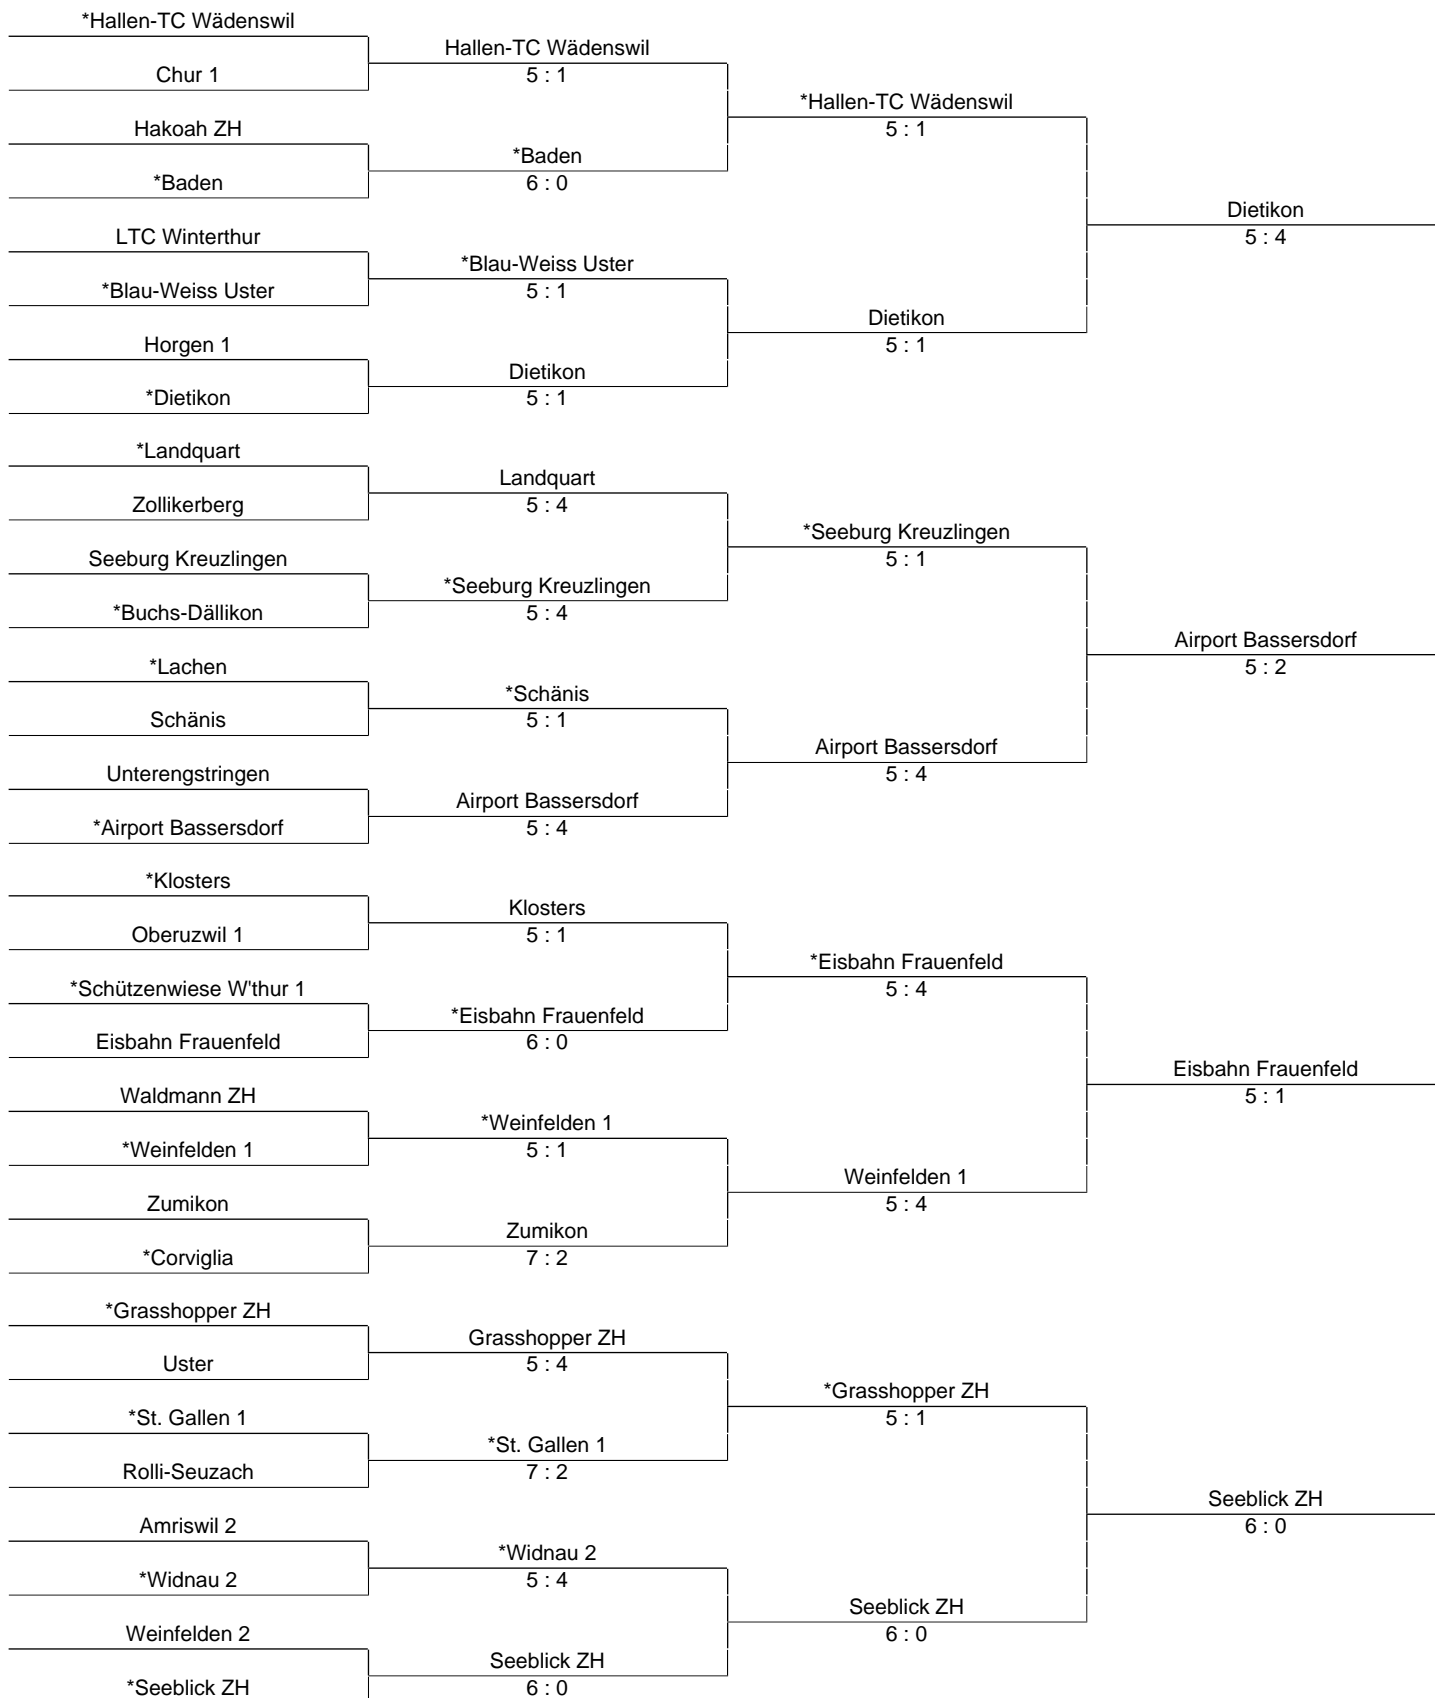 *Hallen-TC Wädenswil
Hallen-TC Wädenswil
Chur 1
5 : 1
*Hallen-TC Wädenswil
Hakoah ZH
5 : 1
*Baden
*Baden
6 : 0
Dietikon
LTC Winterthur
5 : 4
*Blau-Weiss Uster
*Blau-Weiss Uster
5 : 1
Dietikon
Horgen 1
5 : 1
Dietikon
*Dietikon
5 : 1
*Landquart
Landquart
Zollikerberg
5 : 4
*Seeburg Kreuzlingen
Seeburg Kreuzlingen
5 : 1
*Seeburg Kreuzlingen
*Buchs-Dällikon
5 : 4
Airport Bassersdorf
*Lachen
5 : 2
*Schänis
Schänis
5 : 1
Airport Bassersdorf
Unterengstringen
5 : 4
Airport Bassersdorf
*Airport Bassersdorf
5 : 4
*Klosters
Klosters
Oberuzwil 1
5 : 1
*Eisbahn Frauenfeld
*Schützenwiese W'thur 1
5 : 4
*Eisbahn Frauenfeld
Eisbahn Frauenfeld
6 : 0
Eisbahn Frauenfeld
Waldmann ZH
5 : 1
*Weinfelden 1
*Weinfelden 1
5 : 1
Weinfelden 1
Zumikon
5 : 4
Zumikon
*Corviglia
7 : 2
*Grasshopper ZH
Grasshopper ZH
Uster
5 : 4
*Grasshopper ZH
*St. Gallen 1
5 : 1
*St. Gallen 1
Rolli-Seuzach
7 : 2
Seeblick ZH
Amriswil 2
6 : 0
*Widnau 2
*Widnau 2
5 : 4
Seeblick ZH
Weinfelden 2
6 : 0
Seeblick ZH
*Seeblick ZH
6 : 0